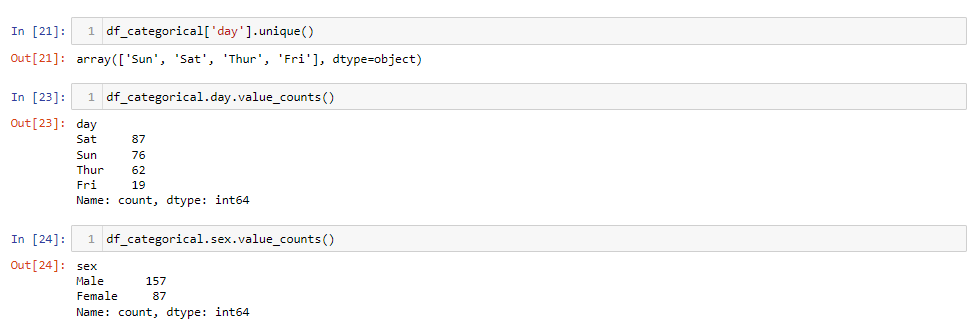 In [21]: 1 df_categorical['day'].unique()
Out[21]: array(['Sun', 'Sat', 'Thur', 'Fri'], dtype=object)
In [23]: 1 df_categorical.day.value_counts()
Out[23]: day
Sat     87
Sun     76
Thur    62
Fri     19
Name: count, dtype: int64
In [24]: 1 df_categorical.sex.value_counts()
Out[24]: sex
Male      157
Female     87
Name: count, dtype: int64